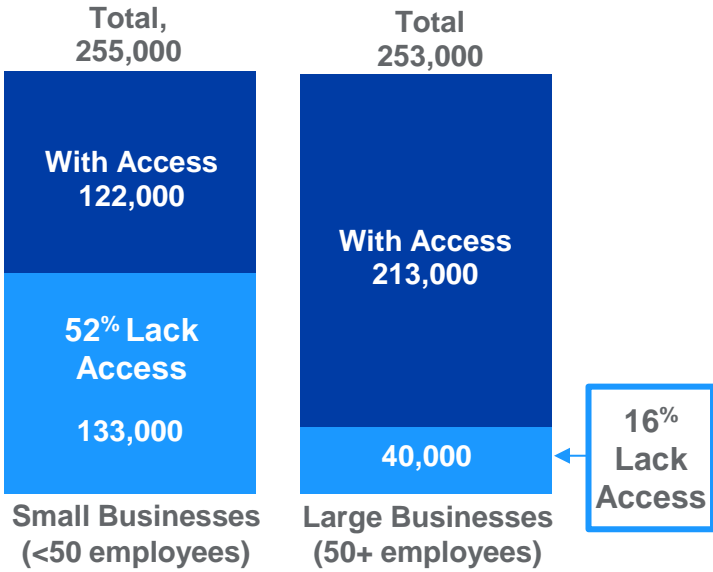 Total,
255,000
With Access
122,000
52% Lack
Access
133,000
Small Businesses
(<50 employees)
Total
253,000
With Access
213,000
40,000
Large Businesses
(50+ employees)
16%
Lack
Access